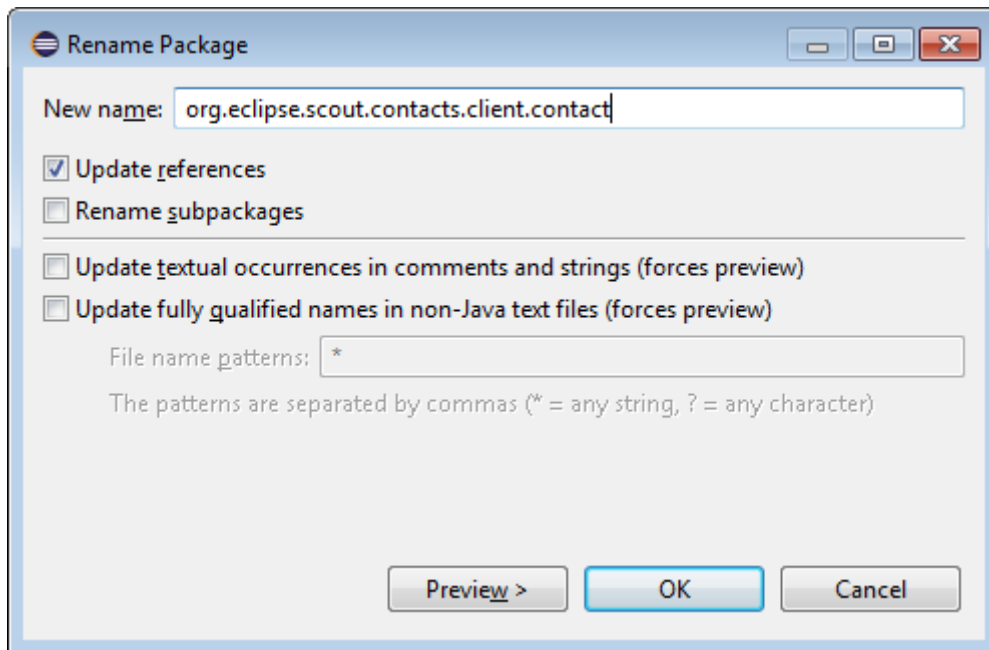 Rename Package
New name: org.eclipse.scout.contacts.client.contact
Update references
Rename subpackages
Update textual occurrences in comments and strings (forces preview)
Update fully qualified names in non-Java text files (forces preview)
File name patterns: *
The patterns are separated by commas (* = any string, ? = any character)
Preview > OK Cancel